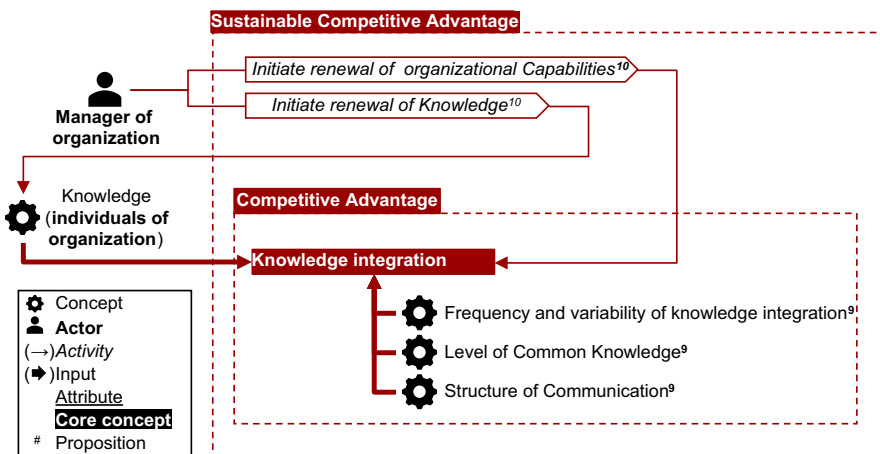 Sustainable Competitive Advantage
Initiate renewal of organizational Capabilities¹⁰
Initiate renewal of Knowledge¹⁰
Manager of
organization
Knowledge
(individuals of
organization)
Competitive Advantage
Knowledge integration
Frequency and variability of knowledge integration⁹
Level of Common Knowledge⁹
Structure of Communication⁹
Concept
Actor
(→)Activity
(➡)Input
Attribute
Core concept
# Proposition